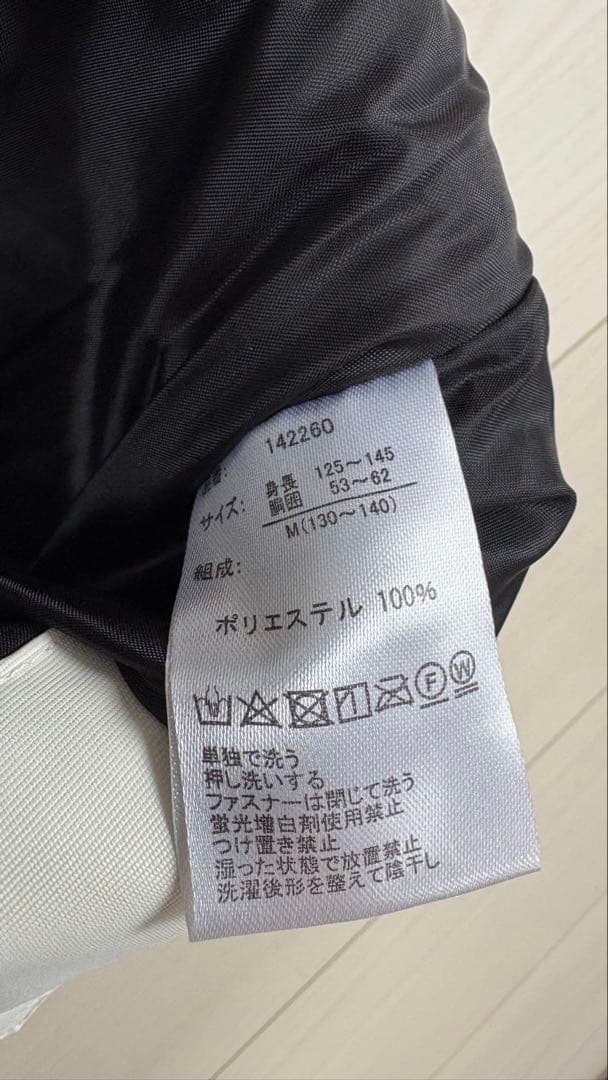 142260
サイズ: 身長 125～145
胴囲 53～62
M(130～140)
組成:
ポリエステル 100%
F W
単独で洗う
押し洗いする
ファスナーは閉じて洗う
蛍光増白剤使用禁止
つけ置き禁止
湿った状態で放置禁止
洗濯後形を整えて陰干し